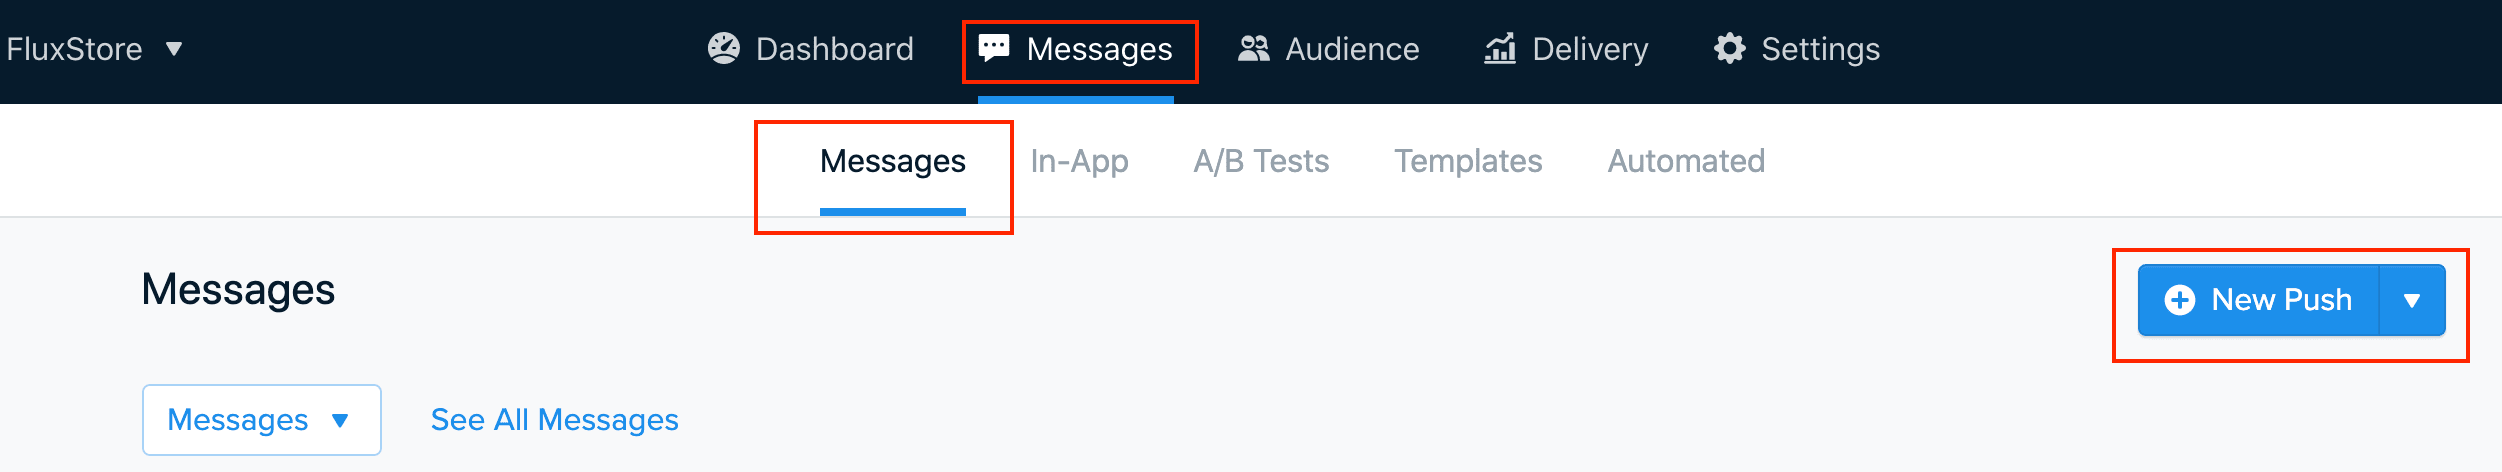 FluxStore Dashboard Messages Audience Delivery Settings
Messages In-App A/B Tests Templates Automated
Messages New Push
Messages See All Messages